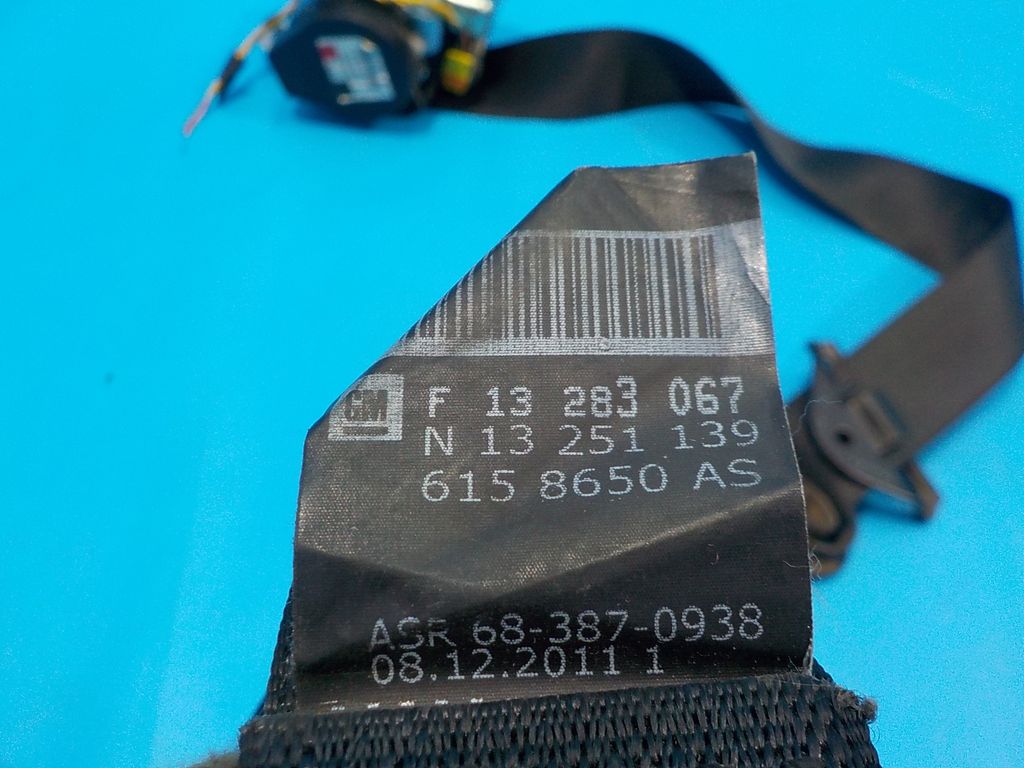 GM
F 13 283 067
N 13 251 139
615 8650 AS
ASR 68-387-0938
08.12.2011 1